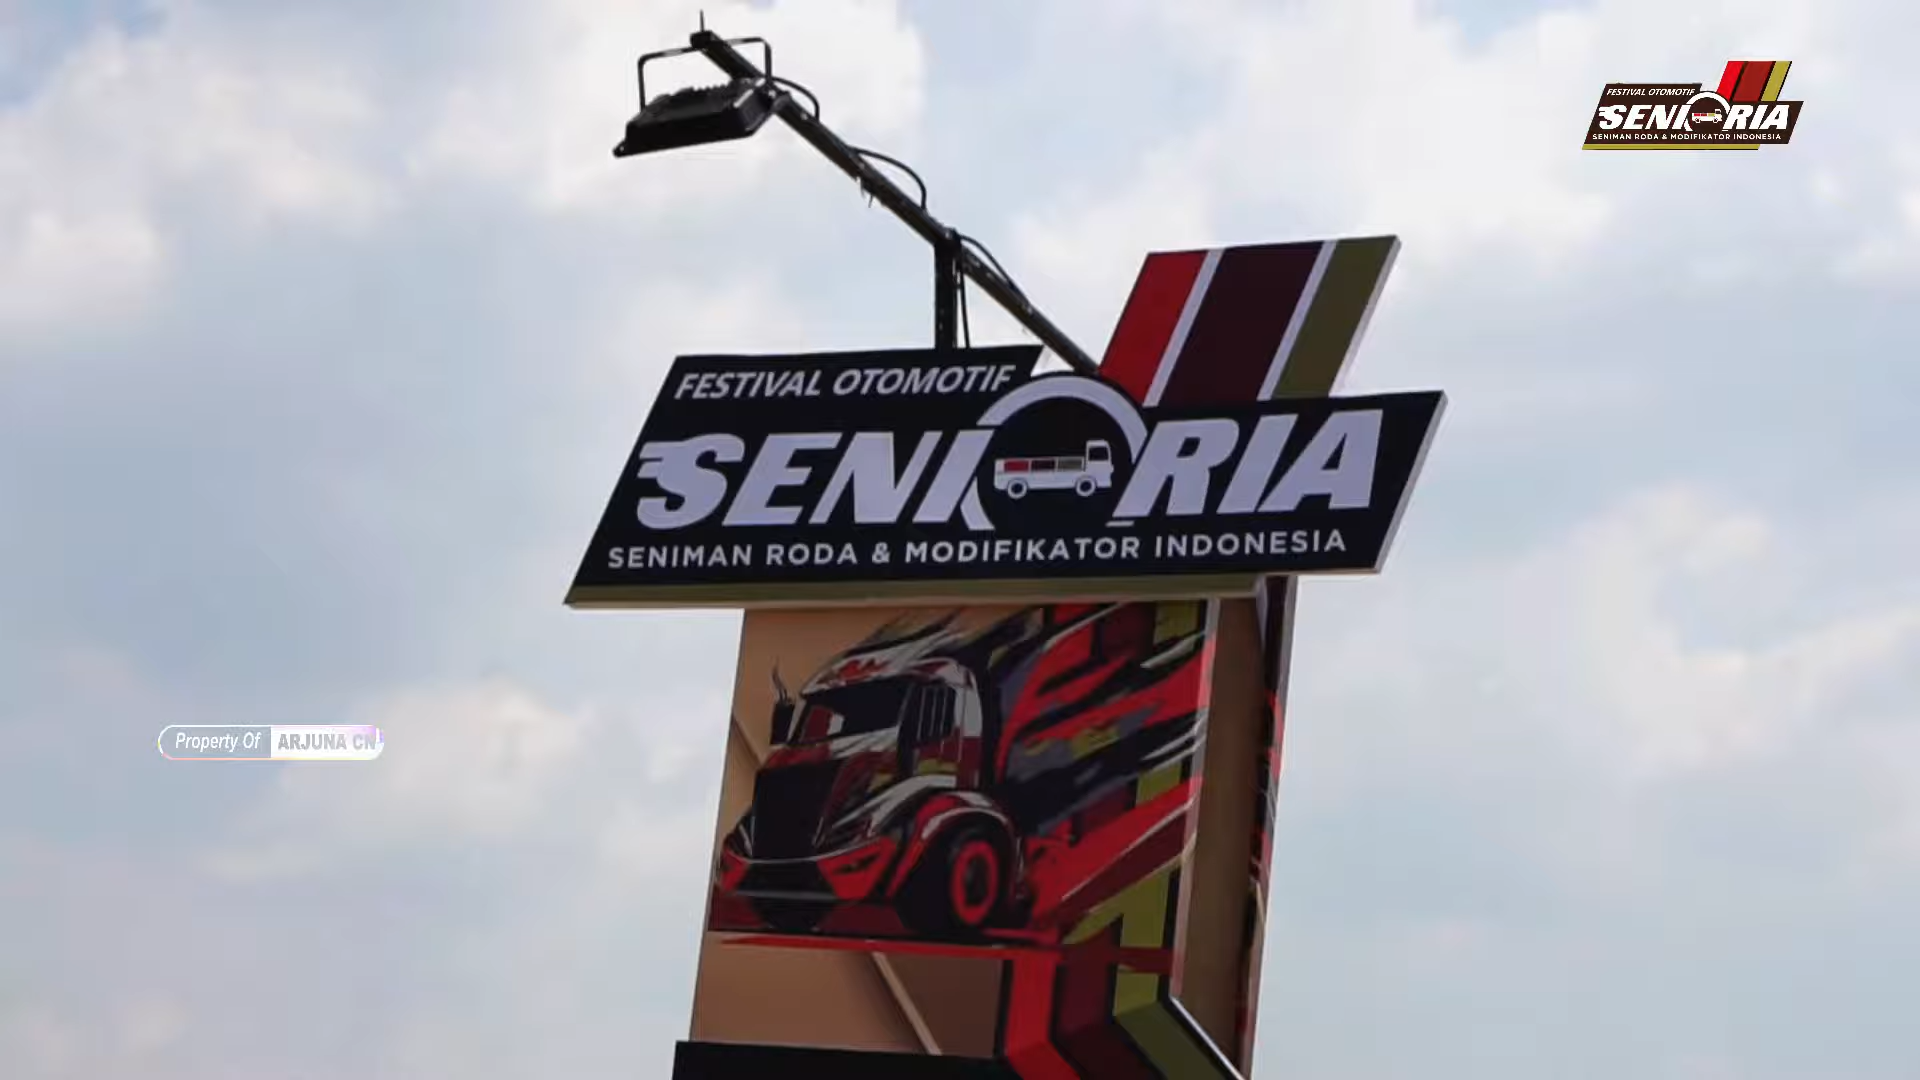 FESTIVAL OTOMOTIF
SENIORIA
SENIMAN RODA & MODIFIKATOR INDONESIA
FESTIVAL OTOMOTIF
SENIORIA
SENIMAN RODA & MODIFIKATOR INDONESIA
Property Of ARJUNA CN